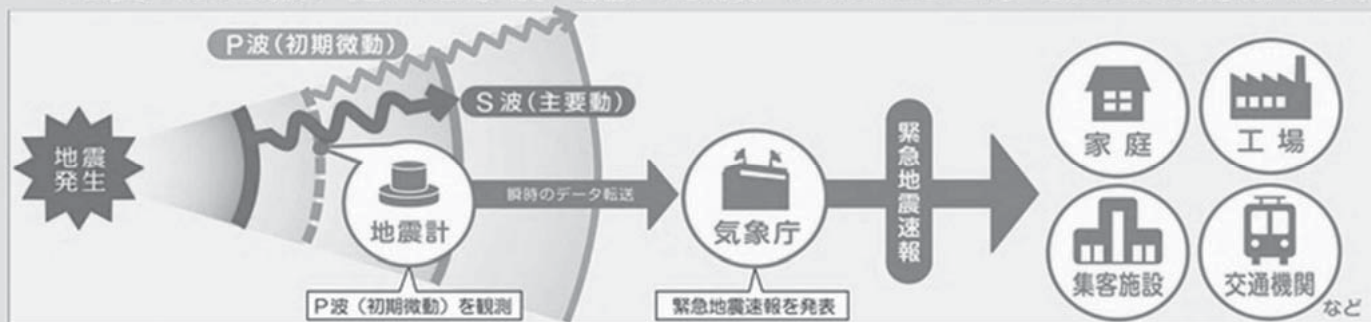 P波(初期微動)
S波(主要動)
地震
発生
地震計
P波(初期微動)を観測
瞬時のデータ転送
気象庁
緊急地震速報を発表
緊急地震速報
家庭
工場
集客施設
交通機関
など